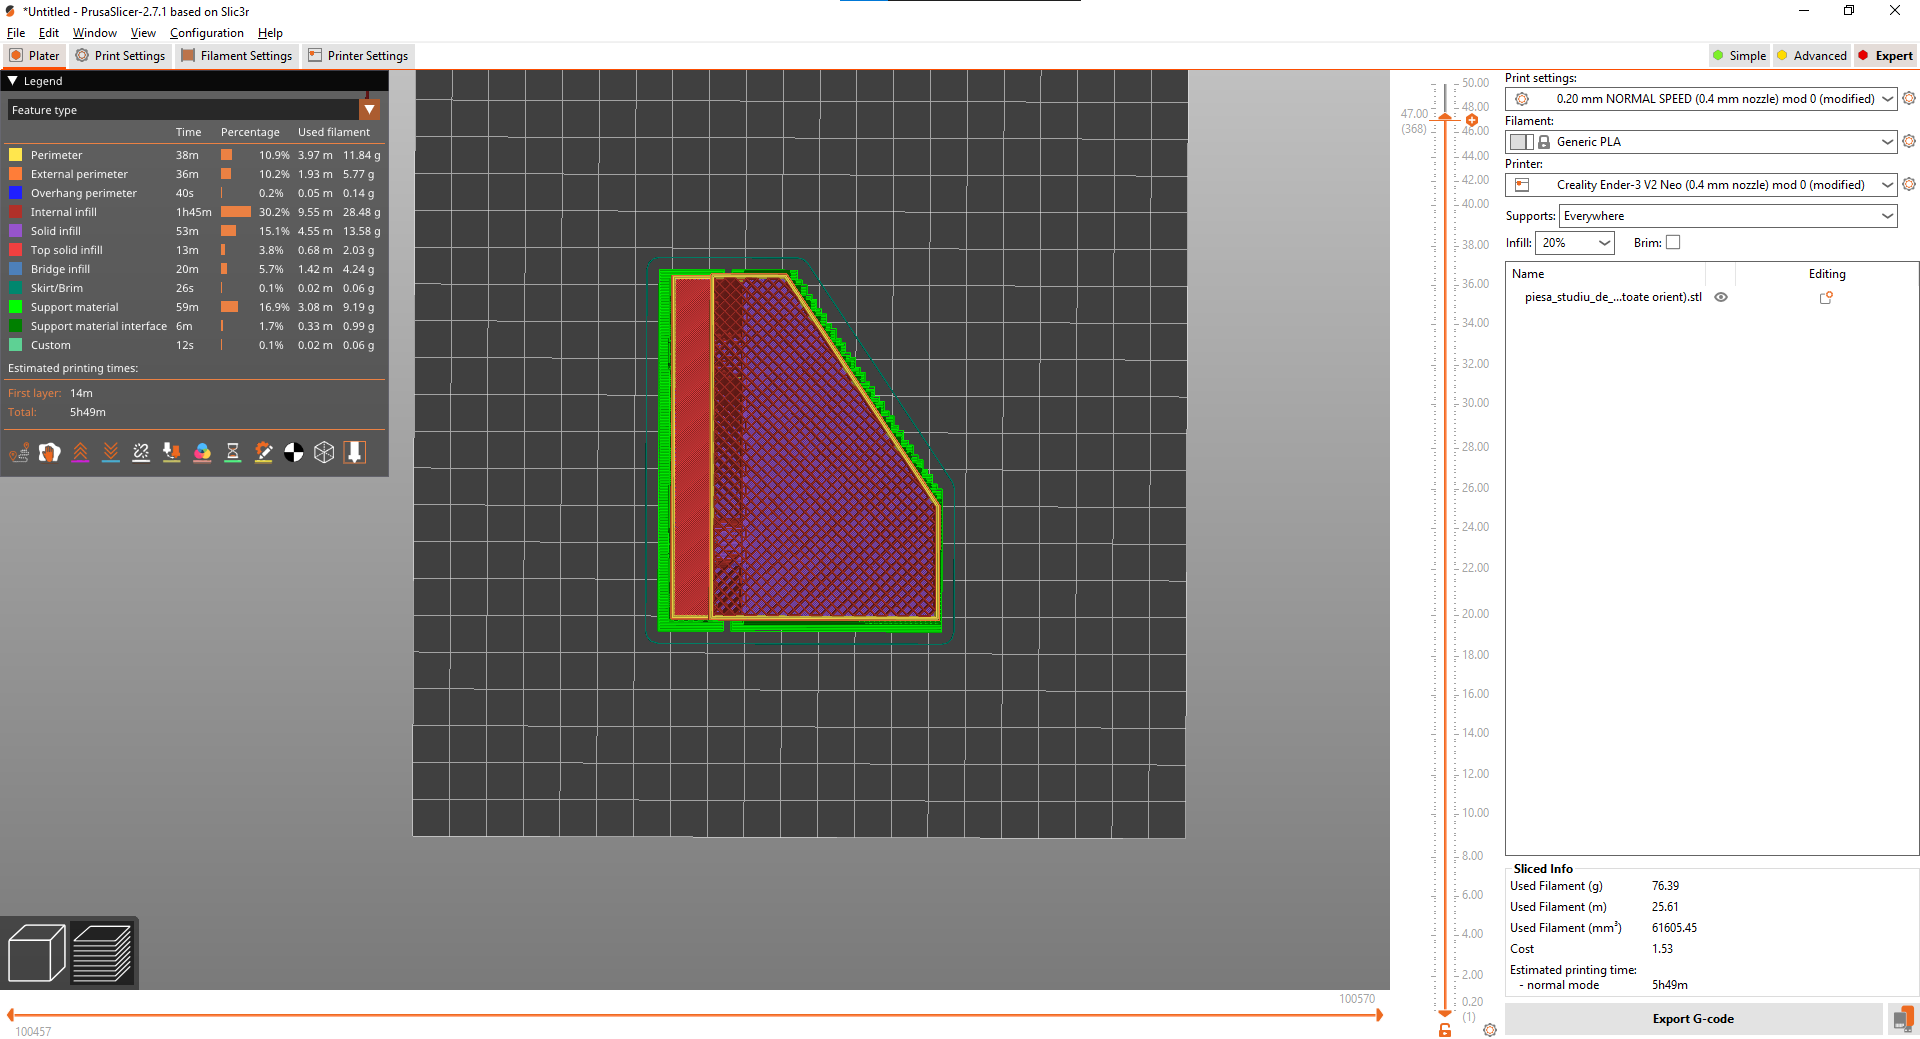 *Untitled - PrusaSlicer-2.7.1 based on Slic3r
File Edit Window View Configuration Help
Plater Print Settings Filament Settings Printer Settings Simple Advanced Expert
Legend
Feature type
Time Percentage Used filament
Perimeter 38m 10.9% 3.97 m 11.84 g
External perimeter 36m 10.2% 1.93 m 5.77 g
Overhang perimeter 40s 0.2% 0.05 m 0.14 g
Internal infill 1h45m 30.2% 9.55 m 28.48 g
Solid infill 53m 15.1% 4.55 m 13.58 g
Top solid infill 13m 3.8% 0.68 m 2.03 g
Bridge infill 20m 5.7% 1.42 m 4.24 g
Skirt/Brim 26s 0.1% 0.02 m 0.06 g
Support material 59m 16.9% 3.08 m 9.19 g
Support material interface 6m 1.7% 0.33 m 0.99 g
Custom 12s 0.1% 0.02 m 0.06 g
Estimated printing times:
First layer: 14m
Total: 5h49m
100570
100457
47.00
(368)
50.00
48.00
46.00
44.00
42.00
40.00
38.00
36.00
34.00
32.00
30.00
28.00
26.00
24.00
22.00
20.00
18.00
16.00
14.00
12.00
10.00
8.00
6.00
4.00
2.00
0.20
(1)
Print settings:
0.20 mm NORMAL SPEED (0.4 mm nozzle) mod 0 (modified)
Filament:
Generic PLA
Printer:
Creality Ender-3 V2 Neo (0.4 mm nozzle) mod 0 (modified)
Supports: Everywhere
Infill: 20% Brim:
Name Editing
piesa_studiu_de_...toate orient).stl
Sliced Info
Used Filament (g) 76.39
Used Filament (m) 25.61
Used Filament (mm³) 61605.45
Cost 1.53
Estimated printing time:
- normal mode 5h49m
Export G-code